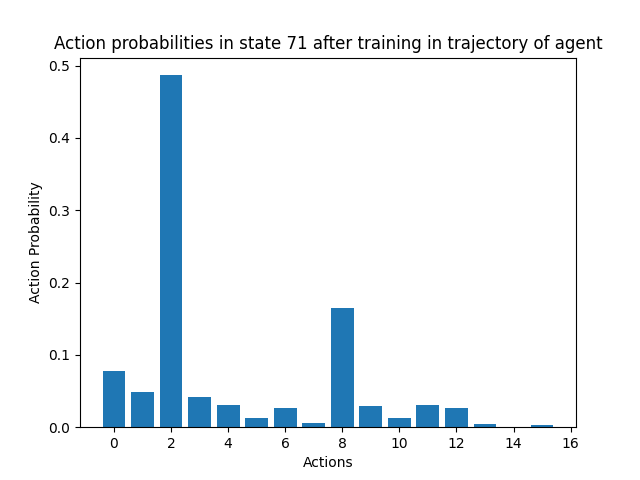 Action probabilities in state 71 after training in trajectory of agent
0.5
0.4
0.3
0.2
0.1
0.0
Action Probability
0 2 4 6 8 10 12 14 16
Actions